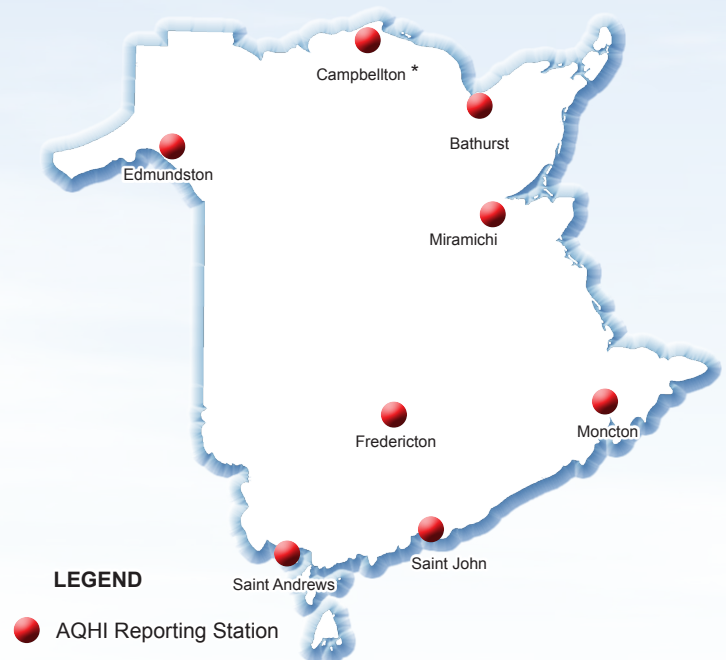 Campbellton *
Bathurst
Edmundston
Miramichi
Fredericton
Moncton
Saint John
Saint Andrews
LEGEND
AQHI Reporting Station